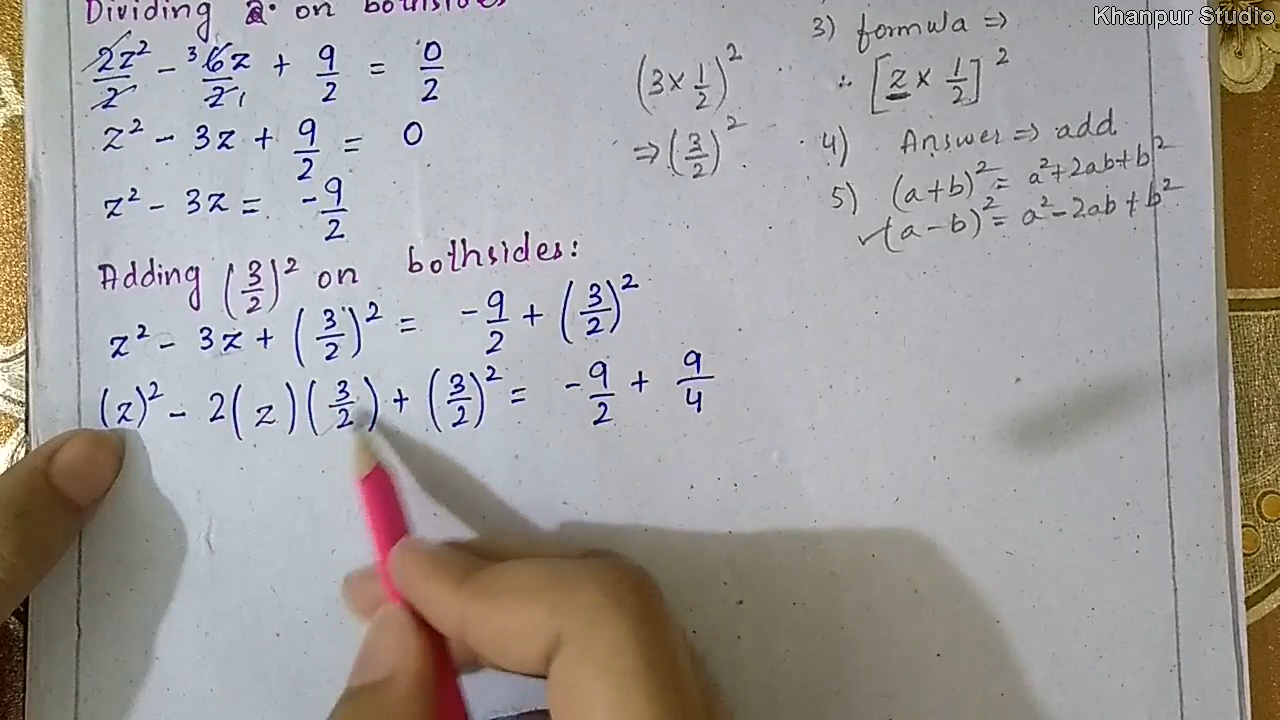 Khanpur Studio
Dividing 2 on bothsides
2z²/2 - ³6z/2₁ + 9/2 = 0/2
z² - 3z + 9/2 = 0
z² - 3z = -9/2
Adding (3/2)² on bothsides:
z² - 3z + (3/2)² = -9/2 + (3/2)²
(z)² - 2(z)(3/2) + (3/2)² = -9/2 + 9/4
(3 × 1/2)²
⇒ (3/2)²
3) formula ⇒
∴ [z × 1/2]²
4) Answer ⇒ add
5) (a+b)² = a²+2ab+b²
✓(a-b)² = a²-2ab+b²